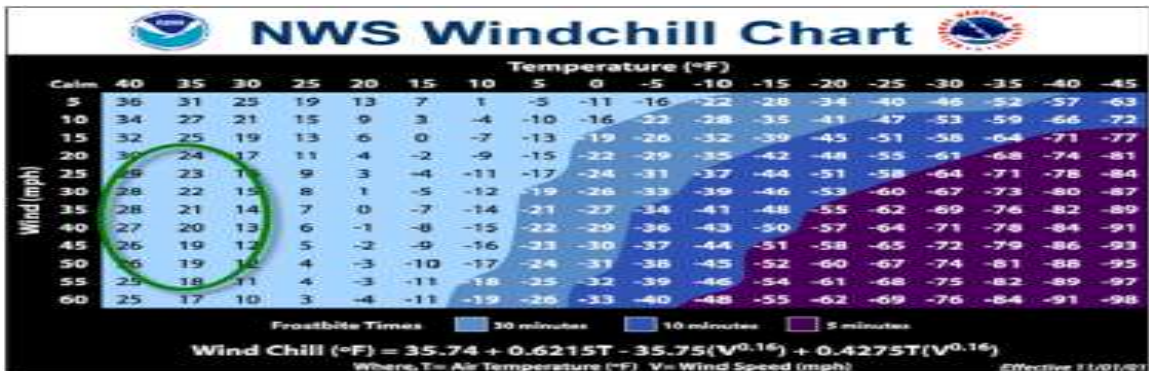 NWS Windchill Chart
Temperature (°F)
Calm 40 35 30 25 20 15 10 5 0 -5 -10 -15 -20 -25 -30 -35 -40 -45
5 36 31 25 19 13 7 1 -5 -11 -16 -22 -28 -34 -40 -46 -52 -57 -63
10 34 27 21 15 9 3 -4 -10 -16 -22 -28 -35 -41 -47 -53 -59 -66 -72
15 32 25 19 13 6 0 -7 -13 -19 -26 -32 -39 -45 -51 -58 -64 -71 -77
20 30 24 17 11 4 -2 -9 -15 -22 -29 -35 -42 -48 -55 -61 -68 -74 -81
25 29 23 9 3 -4 -11 -17 -24 -31 -37 -44 -51 -58 -64 -71 -78 -84
30 28 22 15 8 1 -5 -12 -19 -26 -33 -39 -46 -53 -60 -67 -73 -80 -87
35 28 21 14 7 0 -7 -14 -21 -27 -34 -41 -48 -55 -62 -69 -76 -82 -89
40 27 20 13 6 -1 -8 -15 -22 -29 -36 -43 -50 -57 -64 -71 -78 -84 -91
45 26 19 12 5 -2 -9 -16 -23 -30 -37 -44 -51 -58 -65 -72 -79 -86 -93
50 26 19 12 4 -3 -10 -17 -24 -31 -38 -45 -52 -60 -67 -74 -81 -88 -95
55 25 18 11 4 -3 -11 -18 -25 -32 -39 -46 -54 -61 -68 -75 -82 -89 -97
60 25 17 10 3 -4 -11 -19 -26 -33 -40 -48 -55 -62 -69 -76 -84 -91 -98
Wind (mph)
Frostbite Times 30 minutes 10 minutes 5 minutes
Wind Chill (°F) = 35.74 + 0.6215T - 35.75(V0.16) + 0.4275T(V0.16)
Where, T= Air Temperature (°F) V= Wind Speed (mph) Effective 11/01/01